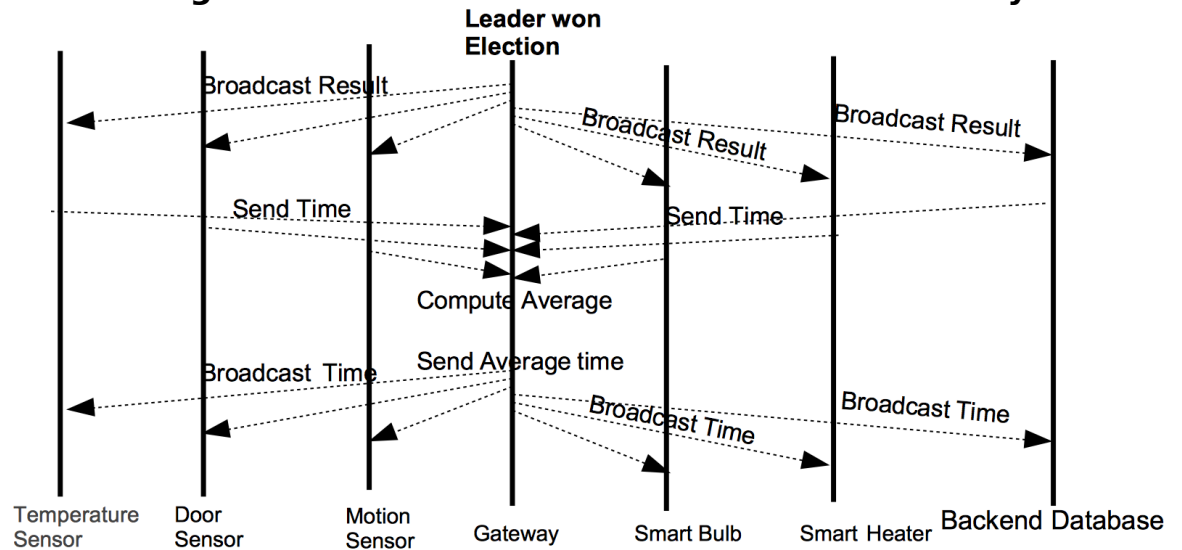 Leader won
Election
Broadcast Result
Broadcast Result
Broadcast Result
Send Time
Send Time
Compute Average
Send Average time
Broadcast Time
Broadcast Time
Broadcast Time
Temperature
Sensor
Door
Sensor
Motion
Sensor
Gateway
Smart Bulb
Smart Heater
Backend Database